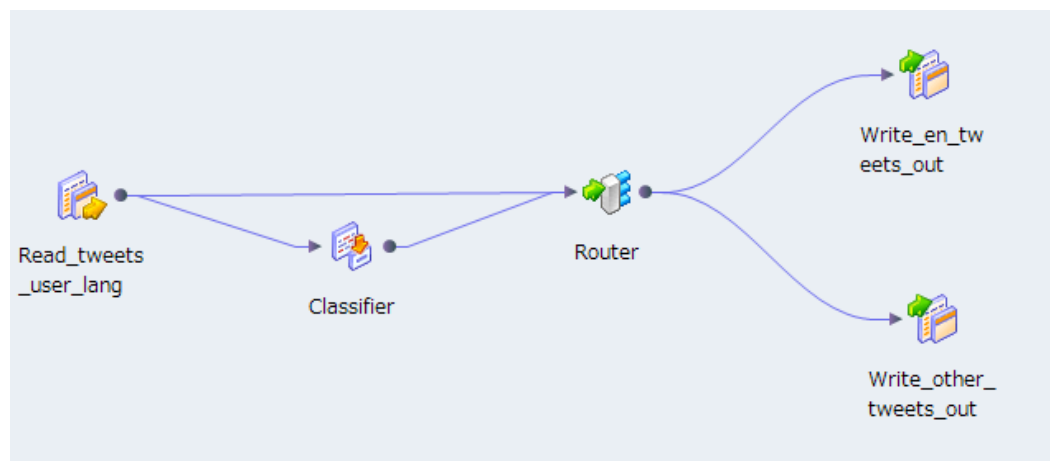 Read_tweets
_user_lang
Classifier
Router
Write_en_tw
eets_out
Write_other_
tweets_out